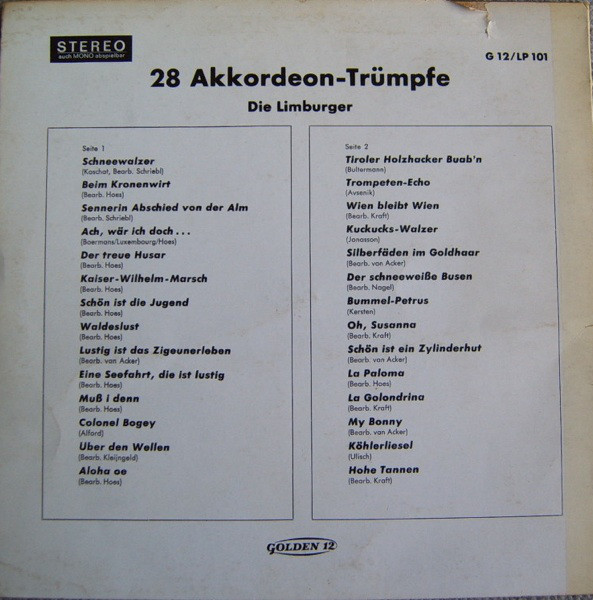 STEREO
auch MONO abspielbar
G 12/LP 101
28 Akkordeon-Trümpfe
Die Limburger
Seite 1
Schneewalzer
(Koschat, Bearb. Schriebl)
Beim Kronenwirt
(Bearb. Hoes)
Sennerin Abschied von der Alm
(Bearb. Schriebl)
Ach, wär ich doch...
(Boermans/Luxembourg/Hoes)
Der treue Husar
(Bearb. Hoes)
Kaiser-Wilhelm-Marsch
(Bearb. Hoes)
Schön ist die Jugend
(Bearb. Hoes)
Waldeslust
(Bearb. Hoes)
Lustig ist das Zigeunerleben
(Bearb. van Acker)
Eine Seefahrt, die ist lustig
(Bearb. Hoes)
Muß i denn
(Bearb. Hoes)
Colonel Bogey
(Alford)
Über den Wellen
(Bearb. Kleijngeld)
Aloha oe
(Bearb. Hoes)
Seite 2
Tiroler Holzhacker Buab'n
(Bultermann)
Trompeten-Echo
(Avsenik)
Wien bleibt Wien
(Bearb. Kraft)
Kuckucks-Walzer
(Jonasson)
Silberfäden im Goldhaar
(Bearb. van Acker)
Der schneeweiße Busen
(Bearb. Nagel)
Bummel-Petrus
(Kersten)
Oh, Susanna
(Bearb. Kraft)
Schön ist ein Zylinderhut
(Bearb. van Acker)
La Paloma
(Bearb. Hoes)
La Golondrina
(Bearb. Kraft)
My Bonny
(Bearb. van Acker)
Köhlerliesel
(Ulisch)
Hohe Tannen
(Bearb. Kraft)
GOLDEN 12